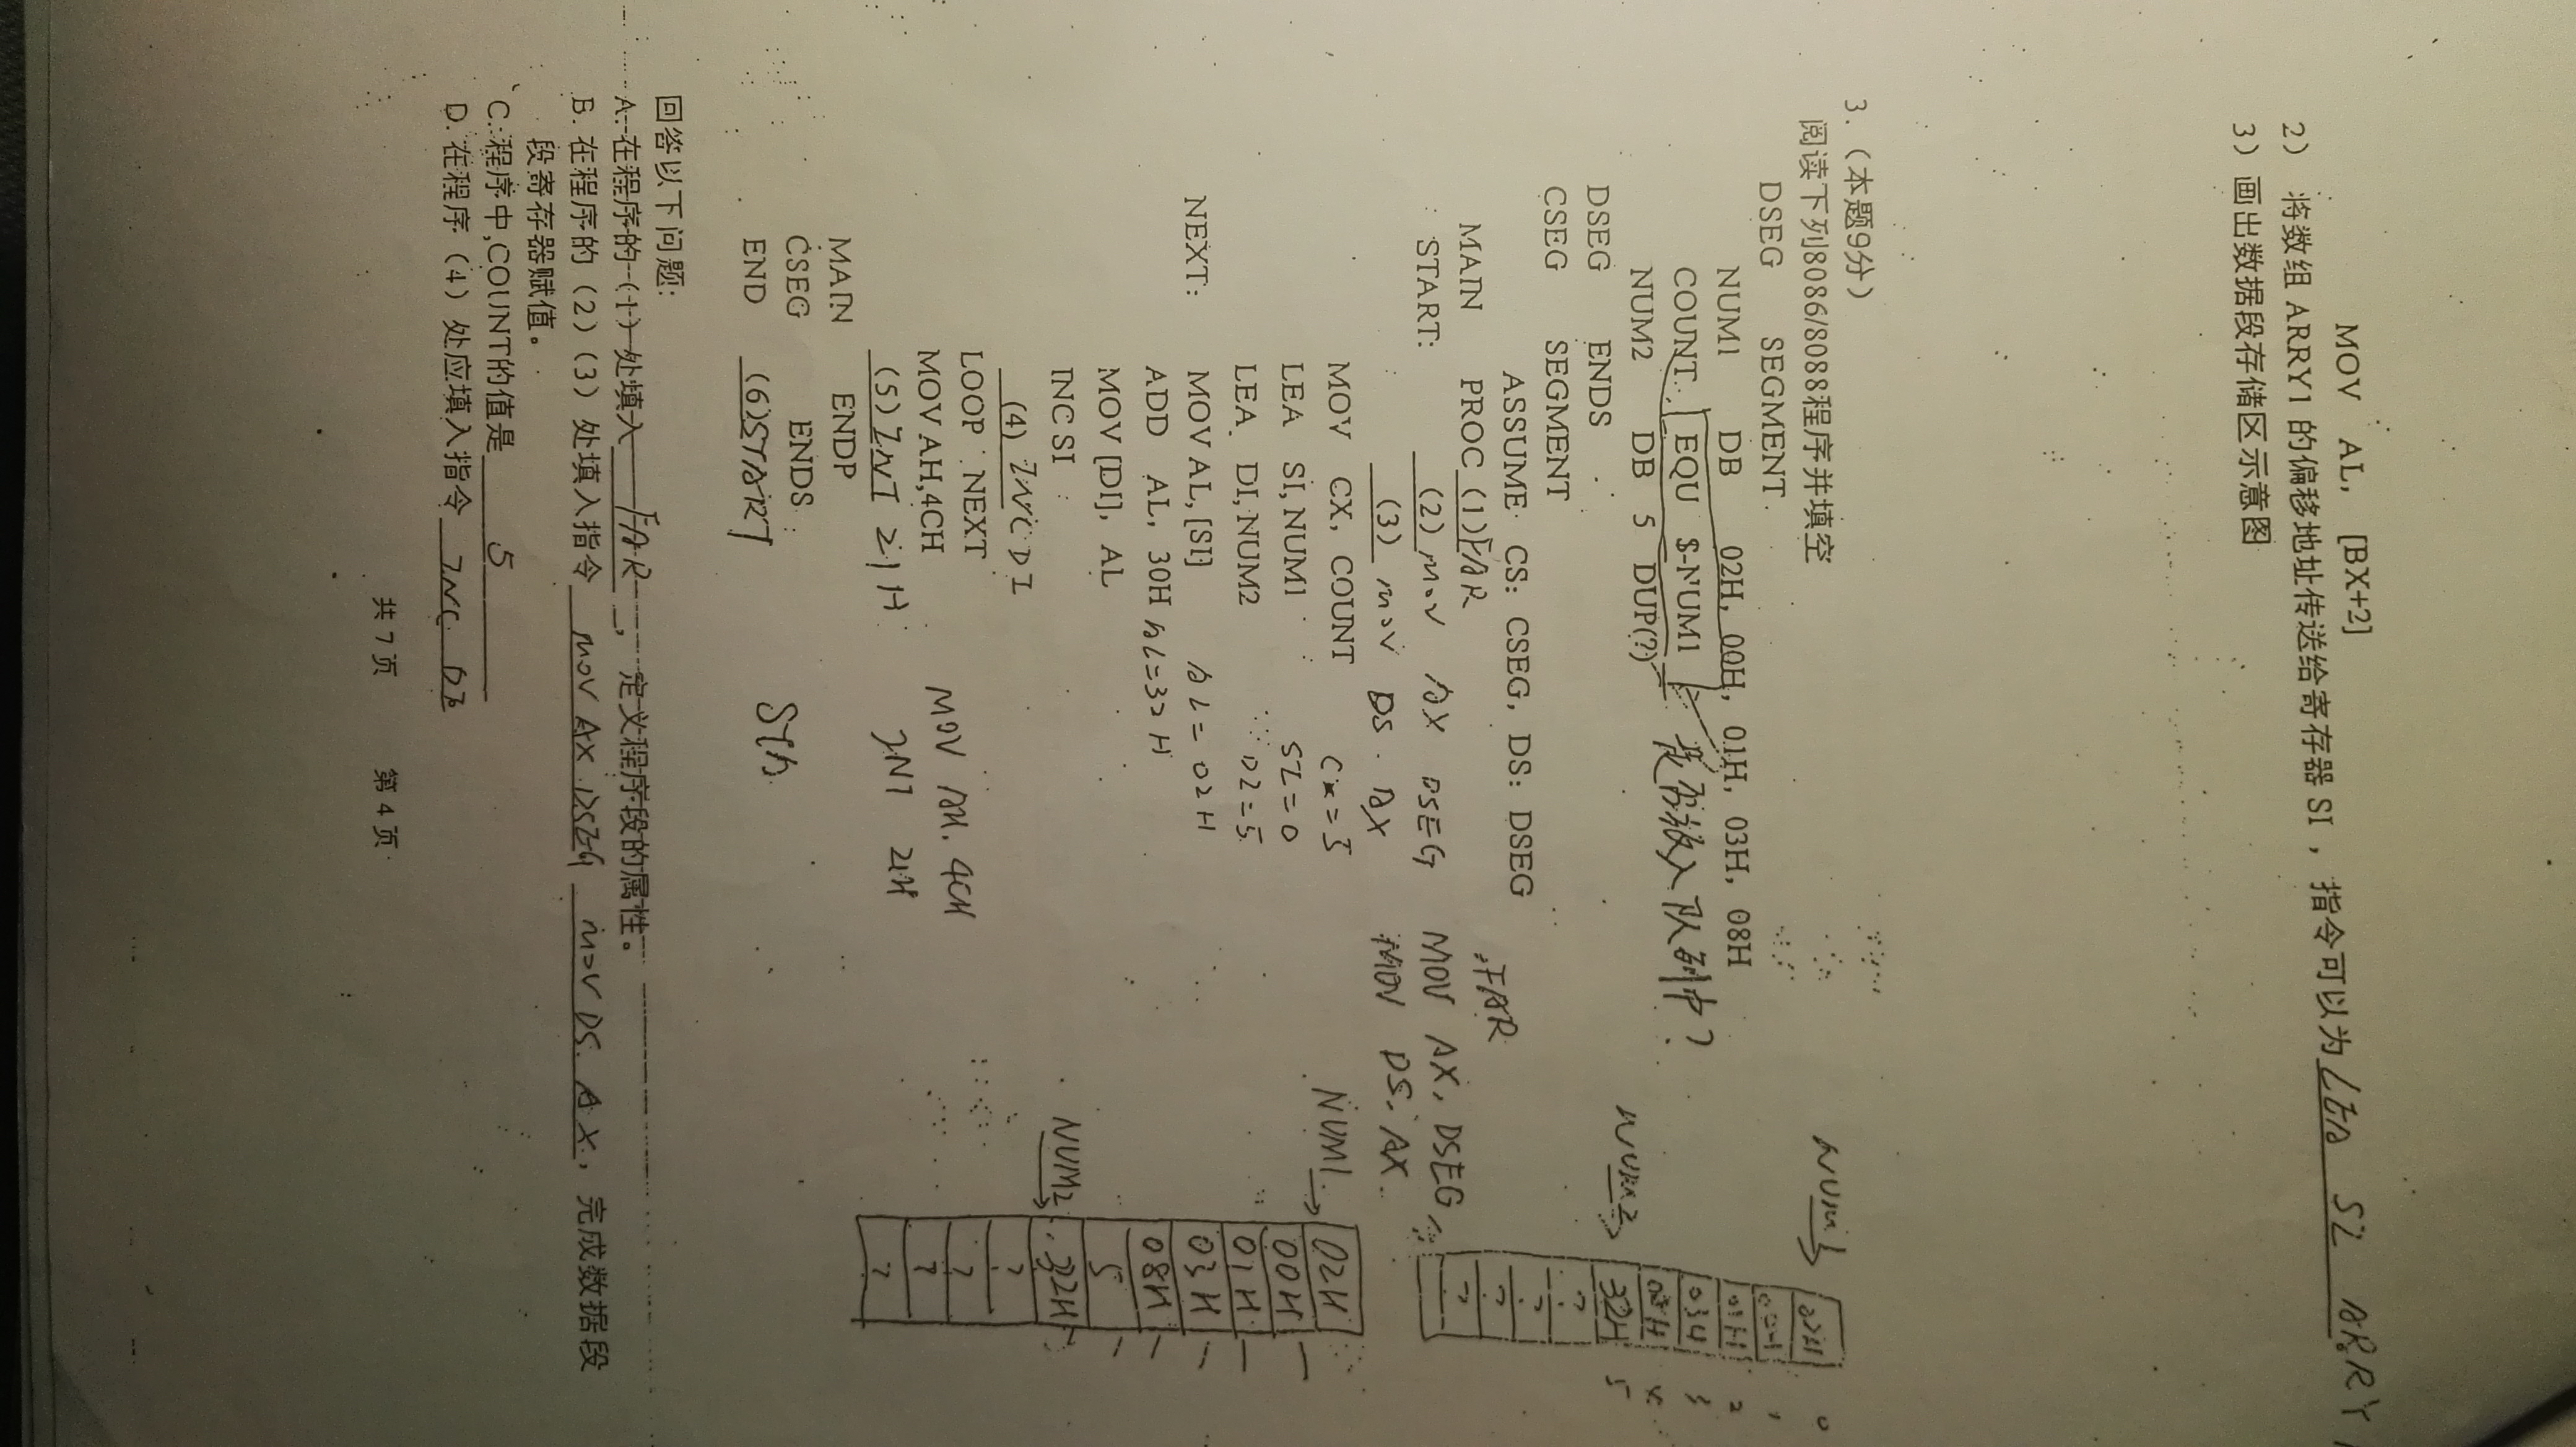 MOV AL, [BX+2]
2） 将数组 ARRY1 的偏移地址传送给寄存器 SI，指令可以为 LEA SI ARRY
3）画出数据段存储区示意图
3.（本题9分）
阅读下列8086/8088程序并填空
DSEG SEGMENT
NUM1 DB 02H, 00H, 01H, 03H, 08H
COUNT EQU $-NUM1 是否放入队列中?
NUM2 DB 5 DUP(?)
DSEG ENDS
CSEG SEGMENT
ASSUME CS: CSEG, DS: DSEG
MAIN PROC (1)FAR ,FAR
START: (2) MOV AX DSEG MOV AX, DSEG
(3) MOV DS. AX MOV DS, AX
MOV CX, COUNT CX=5
LEA SI, NUM1 SI=0
LEA DI, NUM2 DI=5
NEXT: MOV AL, [SI] AL=02H
ADD AL, 30H AL=32H
MOV [DI], AL
INC SI
(4) INC DI
LOOP NEXT
MOV AH,4CH MOV AH. 4CH
(5) INT 21H INT 21H
MAIN ENDP
CSEG ENDS
END (6)START STA
NUM1
02H
00H
01H
03H
08H
NUM2 32H
?
?
?
?
0
1
2
3
4
5
NUM1 02H
00H
01H
03H
08H
5
NUM2 32H
?
?
?
?
回答以下问题:
A. 在程序的（1）处填入 FAR ，定义程序段的属性。
B. 在程序的（2）（3）处填入指令 MOV AX .DSEG MOV DS. AX ，完成数据段
段寄存器赋值。
C. 程序中,COUNT的值是 5
D. 在程序（4）处应填入指令 INC DI
共 7 页 第 4 页